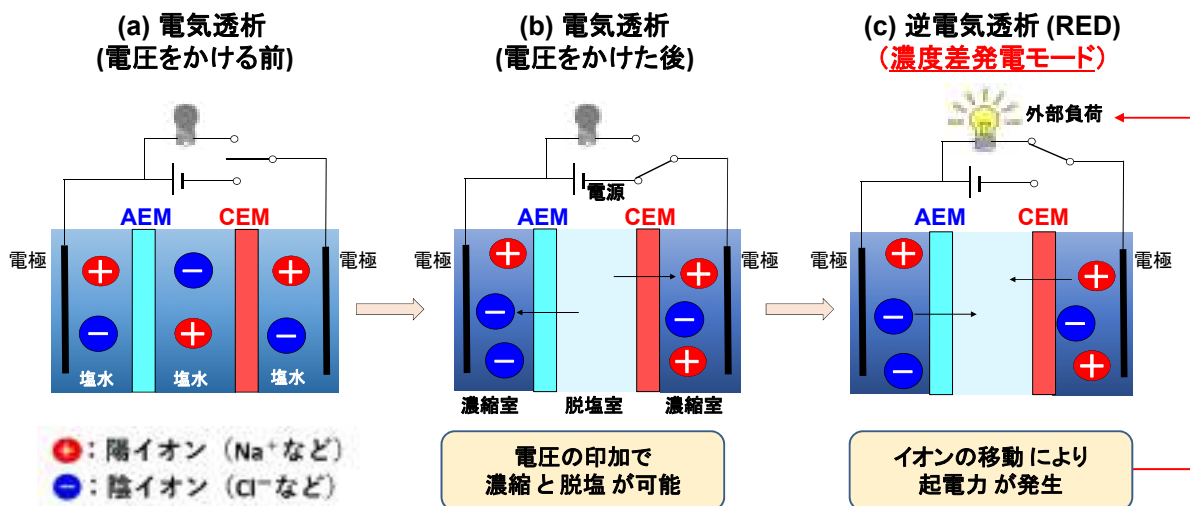 (a) 電気透析
(電圧をかける前)
(b) 電気透析
(電圧をかけた後)
(c) 逆電気透析 (RED)
(濃度差発電モード)
外部負荷
電源
AEM
CEM
AEM
CEM
AEM
CEM
電極
電極
電極
電極
電極
電極
塩水
塩水
塩水
濃縮室
脱塩室
濃縮室
+：陽イオン（Na⁺など）
−：陰イオン（Cl⁻など）
電圧の印加で
濃縮と脱塩が可能
イオンの移動により
起電力が発生